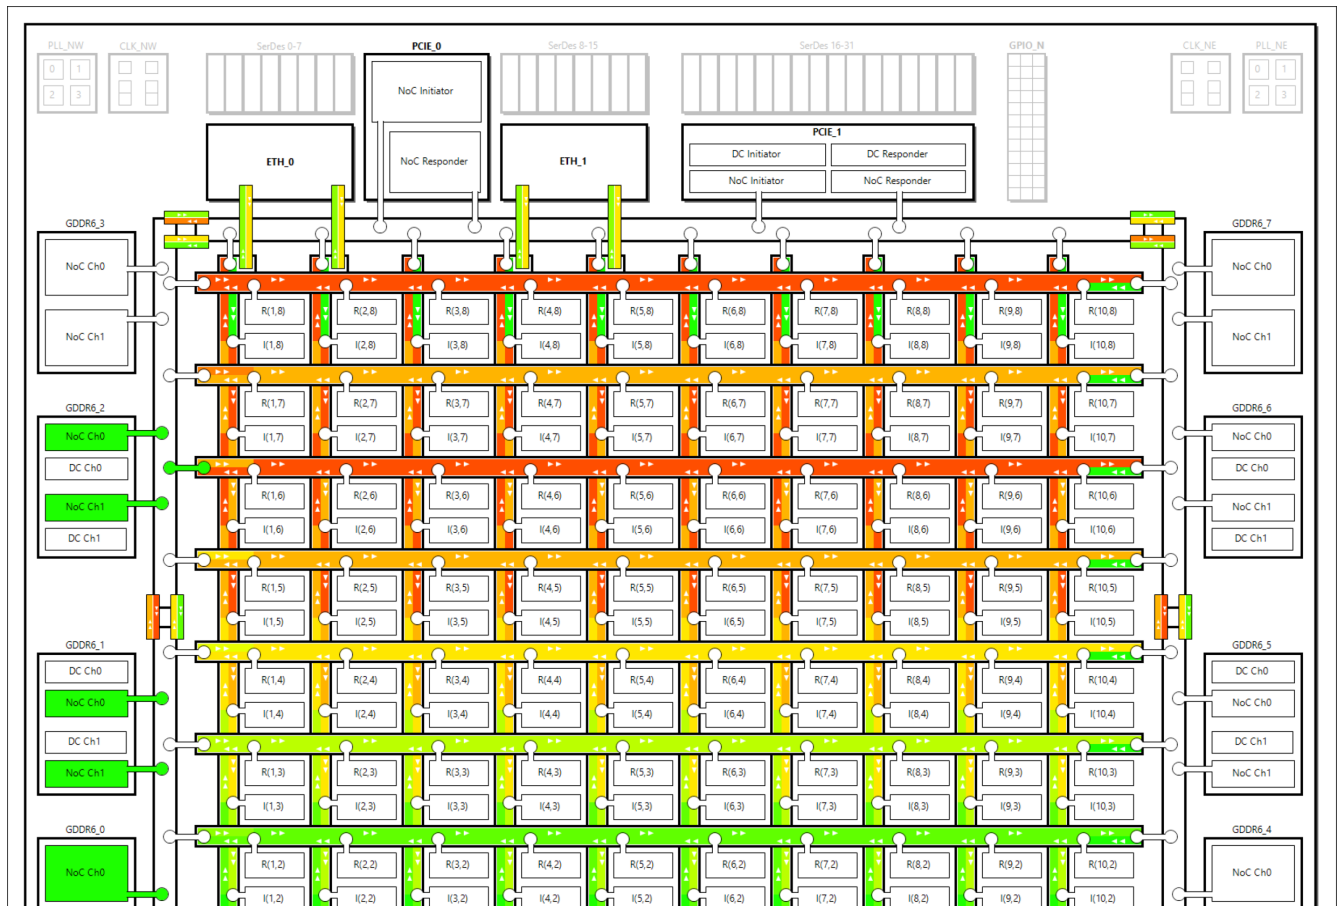 PLL_NW CLK_NW SerDes 0-7 PCIE_0 SerDes 8-15 SerDes 16-31 GPIO_N CLK_NE PLL_NE
0 1
2 3
0 1
2 3
NoC Initiator
ETH_0
NoC Responder
ETH_1
PCIE_1
DC Initiator DC Responder
NoC Initiator NoC Responder
GDDR6_3
NoC Ch0
NoC Ch1
GDDR6_7
NoC Ch0
NoC Ch1
R(1,8) R(2,8) R(3,8) R(4,8) R(5,8) R(6,8) R(7,8) R(8,8) R(9,8) R(10,8)
I(1,8) I(2,8) I(3,8) I(4,8) I(5,8) I(6,8) I(7,8) I(8,8) I(9,8) I(10,8)
R(1,7) R(2,7) R(3,7) R(4,7) R(5,7) R(6,7) R(7,7) R(8,7) R(9,7) R(10,7)
I(1,7) I(2,7) I(3,7) I(4,7) I(5,7) I(6,7) I(7,7) I(8,7) I(9,7) I(10,7)
GDDR6_2
NoC Ch0
DC Ch0
NoC Ch1
DC Ch1
GDDR6_6
NoC Ch0
DC Ch0
NoC Ch1
DC Ch1
R(1,6) R(2,6) R(3,6) R(4,6) R(5,6) R(6,6) R(7,6) R(8,6) R(9,6) R(10,6)
I(1,6) I(2,6) I(3,6) I(4,6) I(5,6) I(6,6) I(7,6) I(8,6) I(9,6) I(10,6)
R(1,5) R(2,5) R(3,5) R(4,5) R(5,5) R(6,5) R(7,5) R(8,5) R(9,5) R(10,5)
I(1,5) I(2,5) I(3,5) I(4,5) I(5,5) I(6,5) I(7,5) I(8,5) I(9,5) I(10,5)
GDDR6_1
DC Ch0
NoC Ch0
DC Ch1
NoC Ch1
GDDR6_5
DC Ch0
NoC Ch0
DC Ch1
NoC Ch1
R(1,4) R(2,4) R(3,4) R(4,4) R(5,4) R(6,4) R(7,4) R(8,4) R(9,4) R(10,4)
I(1,4) I(2,4) I(3,4) I(4,4) I(5,4) I(6,4) I(7,4) I(8,4) I(9,4) I(10,4)
R(1,3) R(2,3) R(3,3) R(4,3) R(5,3) R(6,3) R(7,3) R(8,3) R(9,3) R(10,3)
I(1,3) I(2,3) I(3,3) I(4,3) I(5,3) I(6,3) I(7,3) I(8,3) I(9,3) I(10,3)
GDDR6_0
NoC Ch0
GDDR6_4
NoC Ch0
R(1,2) R(2,2) R(3,2) R(4,2) R(5,2) R(6,2) R(7,2) R(8,2) R(9,2) R(10,2)
I(1,2) I(2,2) I(3,2) I(4,2) I(5,2) I(6,2) I(7,2) I(8,2) I(9,2) I(10,2)